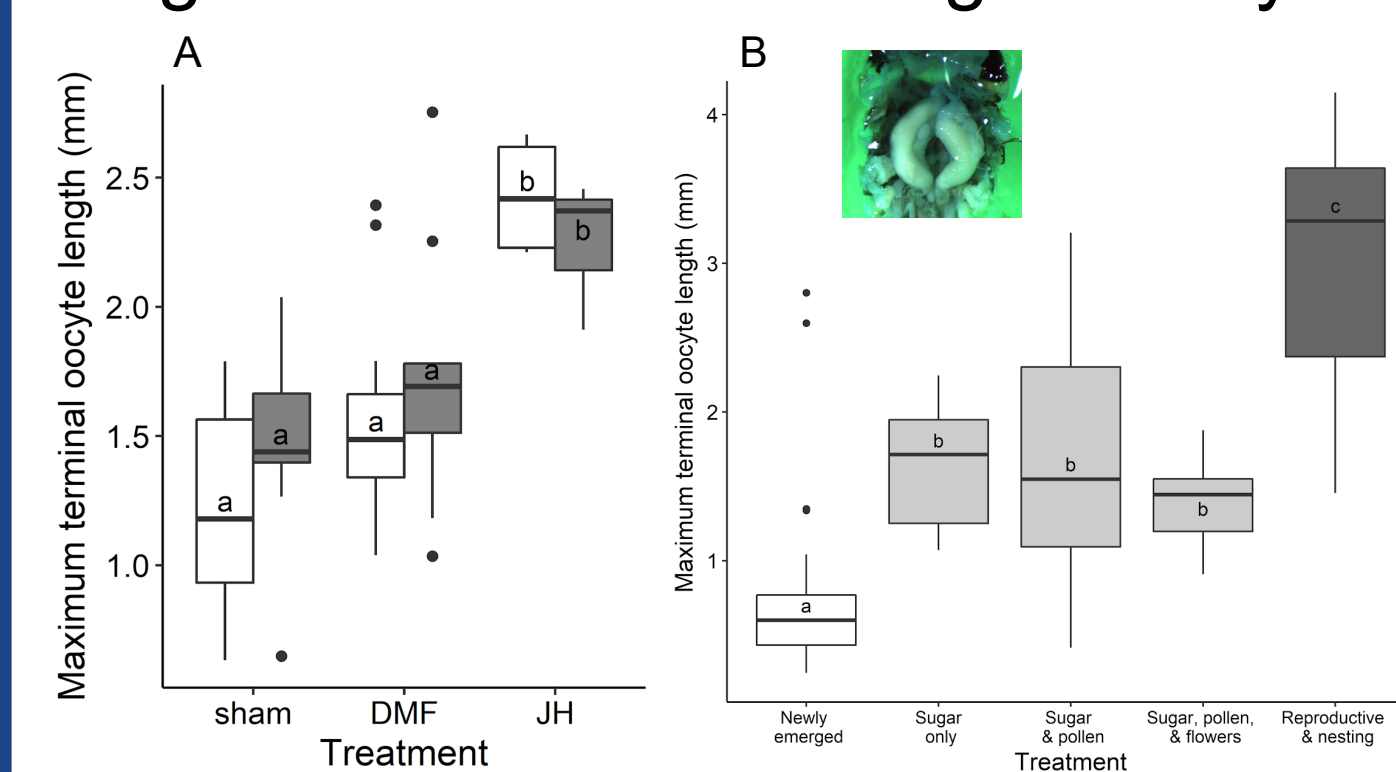 A
Maximum terminal oocyte length (mm)
2.5
2.0
1.5
1.0
a
a
a
a
b
b
sham
DMF
JH
Treatment
B
Maximum terminal oocyte length (mm)
4
3
2
1
a
b
b
b
c
Newly
emerged
Sugar
only
Sugar
& pollen
Sugar, pollen,
& flowers
Reproductive
& nesting
Treatment